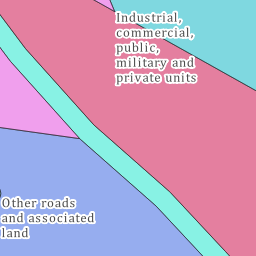 Industrial,
commercial,
public,
military and
private units
Other roads
and associated
land